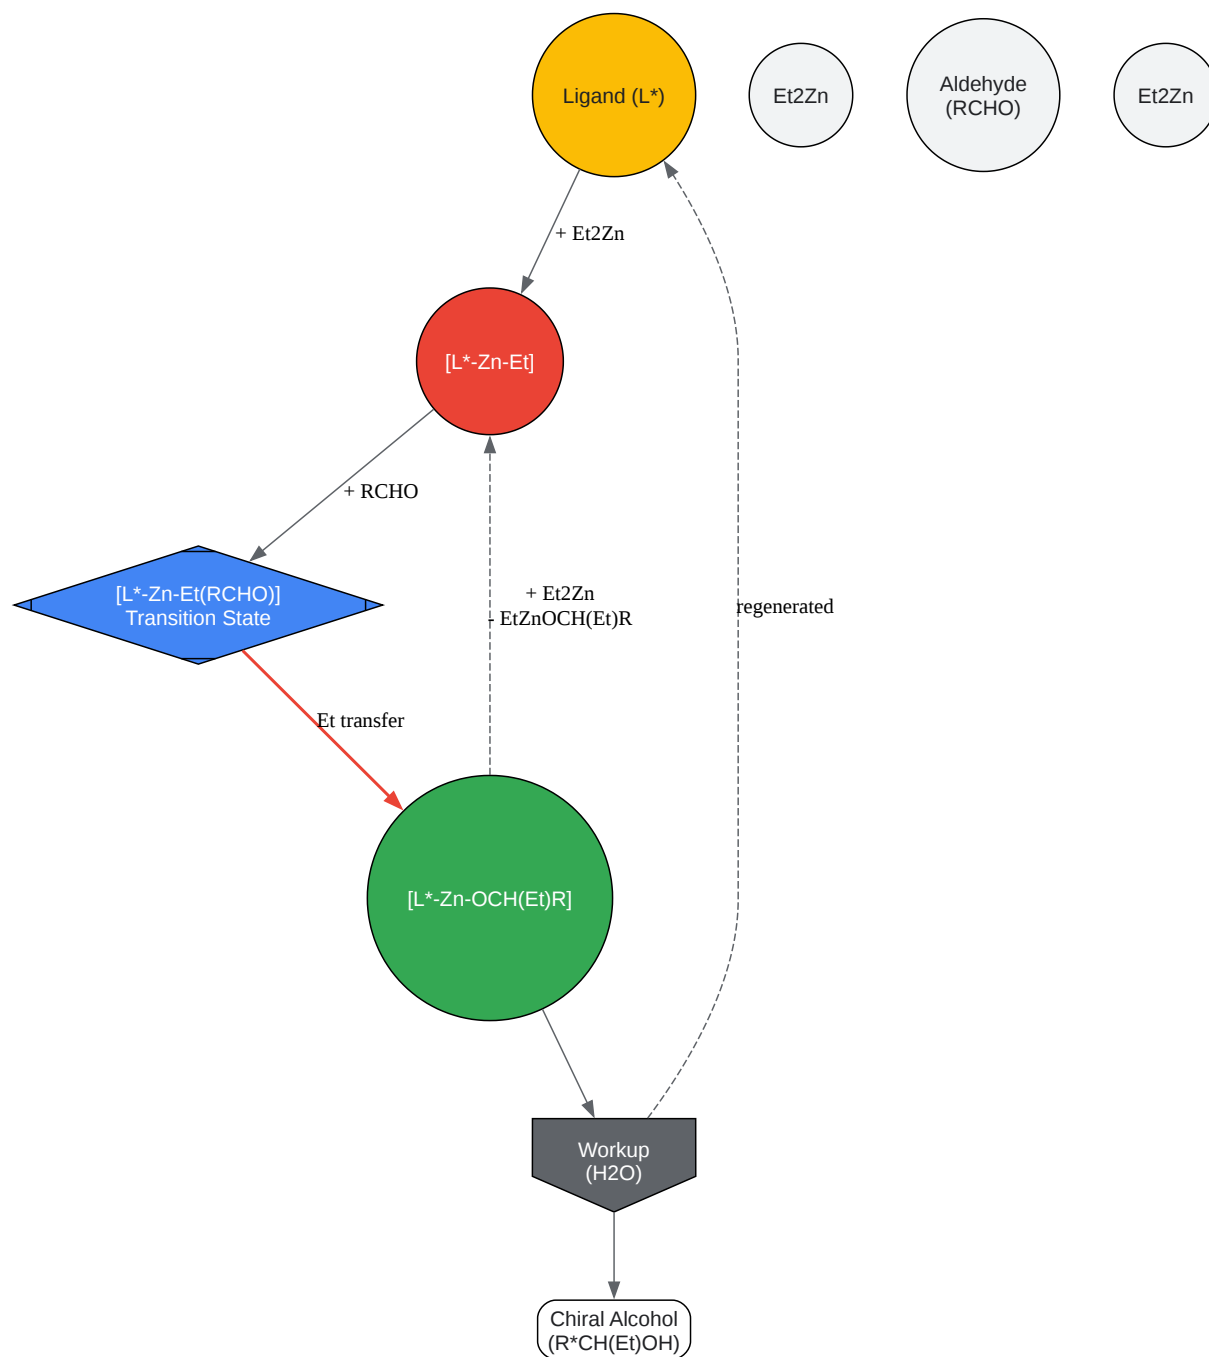 Ligand (L*)
Et2Zn
Aldehyde
(RCHO)
Et2Zn
+ Et2Zn
[L*-Zn-Et]
+ RCHO
[L*-Zn-Et(RCHO)]
Transition State
+ Et2Zn
- EtZnOCH(Et)R
regenerated
Et transfer
[L*-Zn-OCH(Et)R]
Workup
(H2O)
Chiral Alcohol
(R*CH(Et)OH)